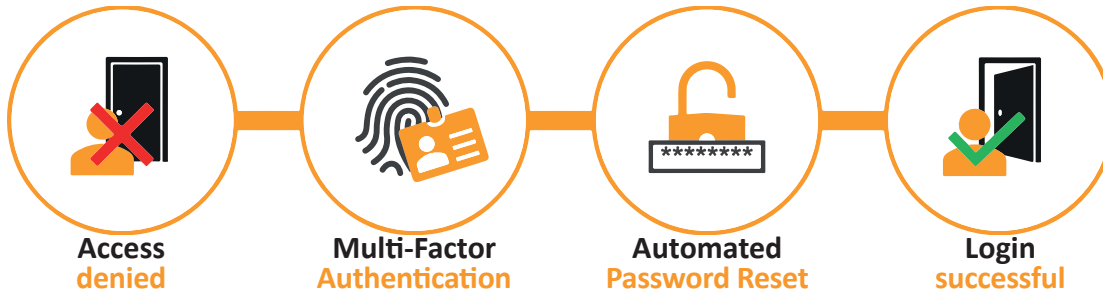 ********
Access
denied
Multi-Factor
Authentication
Automated
Password Reset
Login
successful